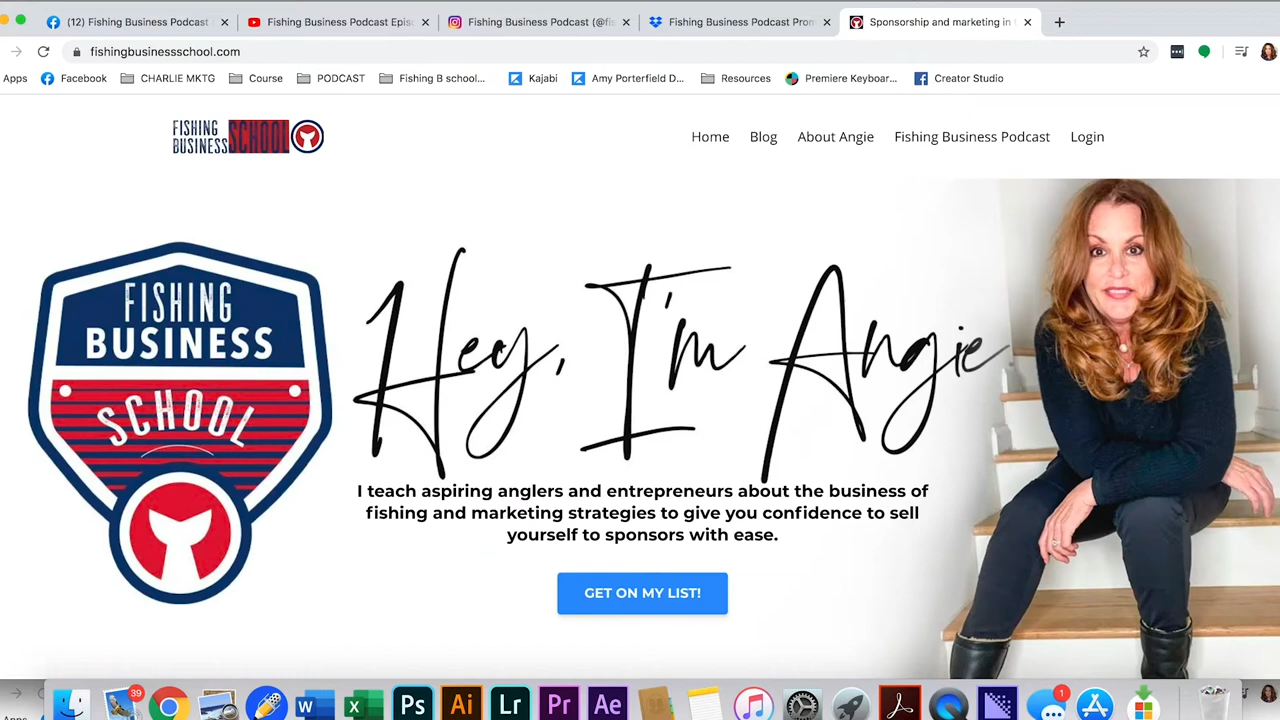 (12) Fishing Business Podcast
Fishing Business Podcast Epis
Fishing Business Podcast (@fis
Fishing Business Podcast Prom
Sponsorship and marketing in
fishingbusinessschool.com
Apps
Facebook
CHARLIE MKTG
Course
PODCAST
Fishing B school...
Kajabi
Amy Porterfield D...
Resources
Premiere Keyboar...
Creator Studio
FISHING
BUSINESS SCHOOL
Home
Blog
About Angie
Fishing Business Podcast
Login
FISHING
BUSINESS
SCHOOL
Hey, I'm Angie
I teach aspiring anglers and entrepreneurs about the business of
fishing and marketing strategies to give you confidence to sell
yourself to sponsors with ease.
GET ON MY LIST!
39
W
X
Ps
Ai
Lr
Pr
Ae
1